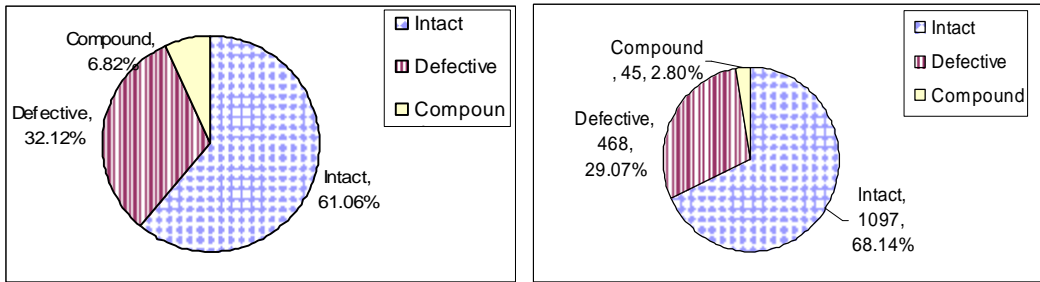 Compound,
6.82%
Defective,
32.12%
Intact,
61.06%
Intact
Defective
Compoun
Compound
, 45, 2.80%
Defective,
468,
29.07%
Intact,
1097,
68.14%
Intact
Defective
Compound